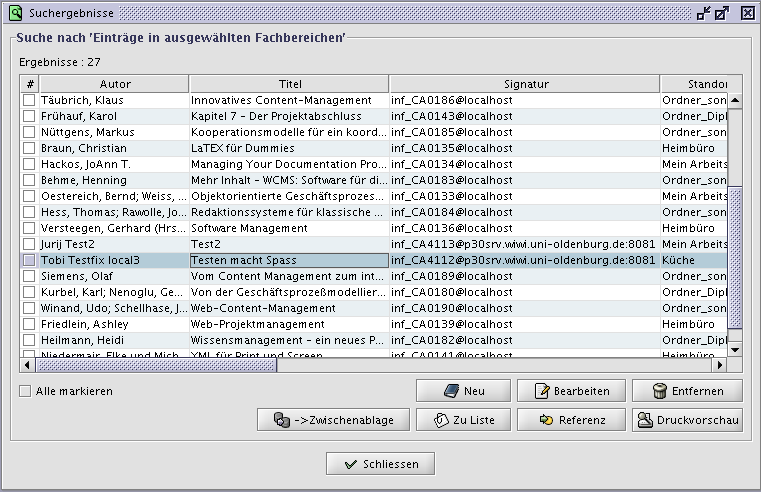 Suchergebnisse
Suche nach 'Einträge in ausgewählten Fachbereichen'
Ergebnisse : 27
# Autor Titel Signatur Standor
Täubrich, Klaus Innovatives Content-Management inf_CA0186@localhost Ordner_son
Frühauf, Karol Kapitel 7 - Der Projektabschluss inf_CA0143@localhost Ordner_Dipl
Nüttgens, Markus Kooperationsmodelle für ein koord... inf_CA0185@localhost Ordner_son
Braun, Christian LaTEX für Dummies inf_CA0135@localhost Heimbüro
Hackos, JoAnn T. Managing Your Documentation Pro... inf_CA0134@localhost Mein Arbeits
Behme, Henning Mehr Inhalt - WCMS: Software für di... inf_CA0183@localhost Ordner_son
Oestereich, Bernd; Weiss, ... Objektorientierte Geschäftsprozes... inf_CA0133@localhost Mein Arbeits
Hess, Thomas; Rawolle, Jo... Redaktionssysteme für klassische ... inf_CA0184@localhost Ordner_son
Versteegen, Gerhard (Hrs... Software Management inf_CA0136@localhost Heimbüro
Jurij Test2 Test2 inf_CA4113@p30srv.wiwi.uni-oldenburg.de:8081 Mein Arbeits
Tobi Testfix local3 Testen macht Spass inf_CA4112@p30srv.wiwi.uni-oldenburg.de:8081 Küche
Siemens, Olaf Vom Content Management zum int... inf_CA0189@localhost Ordner_son
Kurbel, Karl; Nenoglu, Ge... Von der Geschäftsprozeßmodellier... inf_CA0180@localhost Ordner_Dipl
Winand, Udo; Schellhase, J... Web-Content-Management inf_CA0190@localhost Ordner_son
Friedlein, Ashley Web-Projektmanagement inf_CA0139@localhost Heimbüro
Heilmann, Heidi Wissensmanagement - ein neues P... inf_CA0182@localhost Ordner_Dipl
Niedermair, Elke und Mich... XML für Print und Screen inf_CA0141@localhost Heimbüro
Alle markieren Neu Bearbeiten Entfernen
->Zwischenablage Zu Liste Referenz Druckvorschau
Schliessen